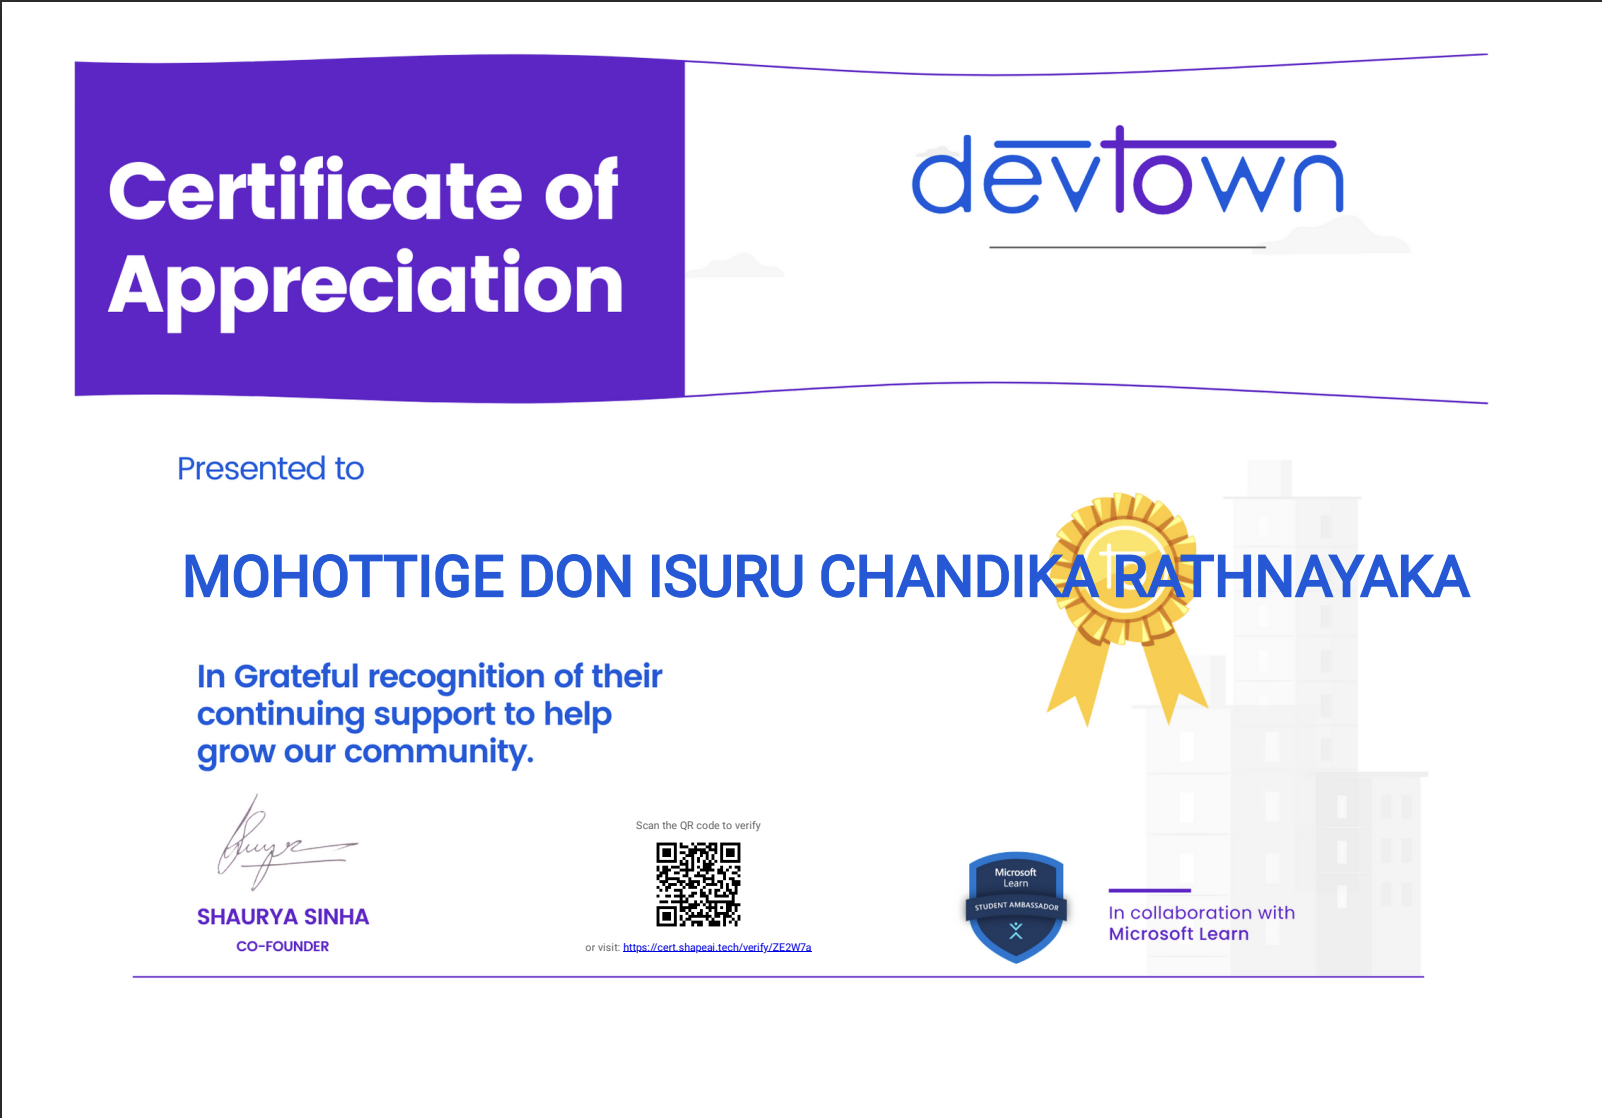 Certificate of
Appreciation
devtown
Presented to
MOHOTTIGE DON ISURU CHANDIKA RATHNAYAKA
In Grateful recognition of their
continuing support to help
grow our community.
SHAURYA SINHA
CO-FOUNDER
Scan the QR code to verify
or visit: https://cert.shapeai.tech/verify/ZE2W7a
Microsoft
Learn
STUDENT AMBASSADOR
In collaboration with
Microsoft Learn